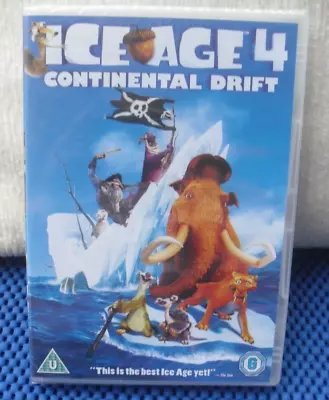 ICE AGE 4
CONTINENTAL DRIFT
U
"This is the best Ice Age yet!"
G